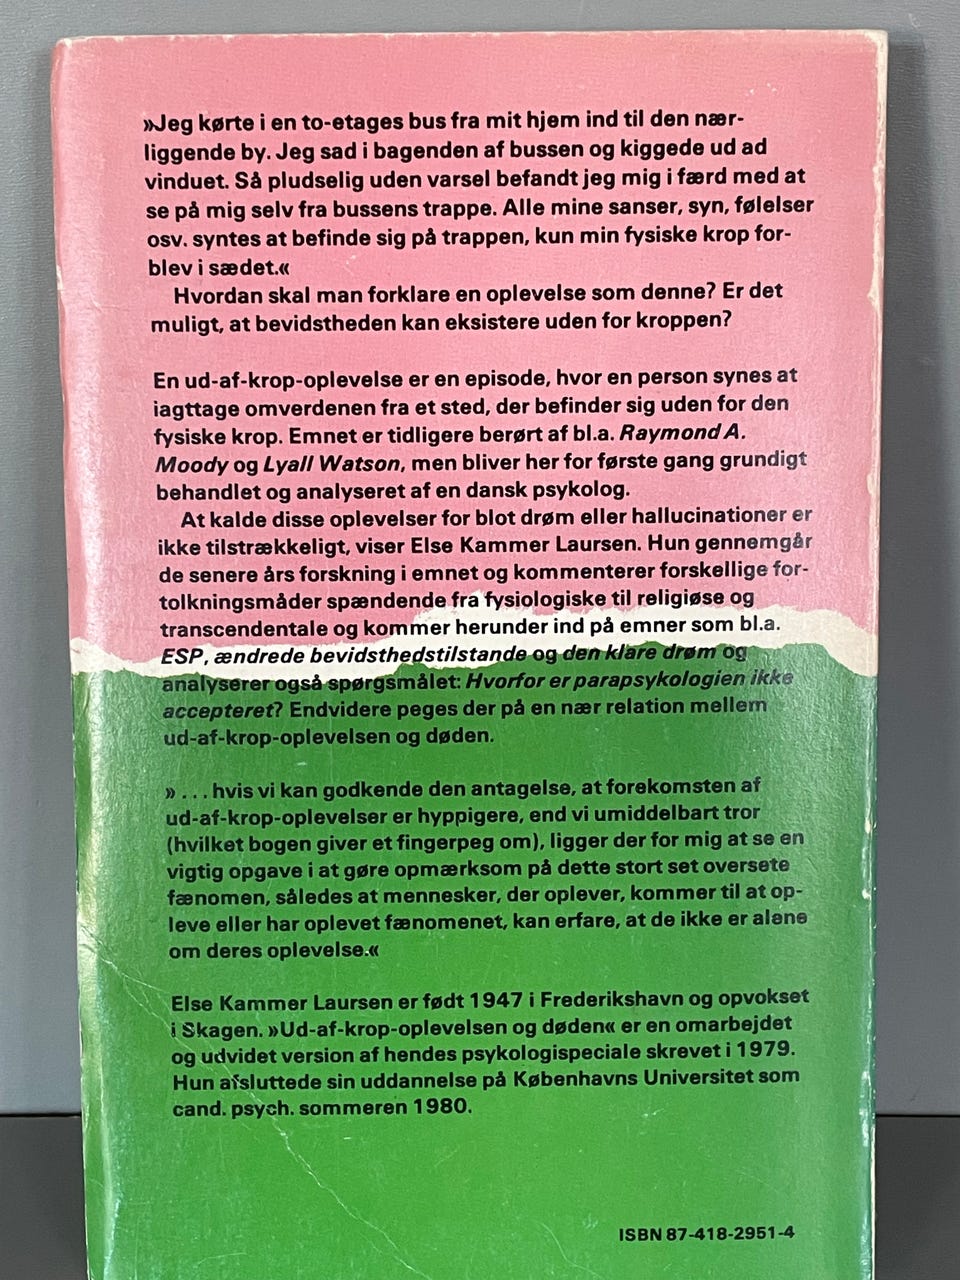 »Jeg kørte i en to-etages bus fra mit hjem ind til den nær-
liggende by. Jeg sad i bagenden af bussen og kiggede ud ad
vinduet. Så pludselig uden varsel befandt jeg mig i færd med at
se på mig selv fra bussens trappe. Alle mine sanser, syn, følelser
osv. syntes at befinde sig på trappen, kun min fysiske krop for-
blev i sædet.«
Hvordan skal man forklare en oplevelse som denne? Er det
muligt, at bevidstheden kan eksistere uden for kroppen?
En ud-af-krop-oplevelse er en episode, hvor en person synes at
iagttage omverdenen fra et sted, der befinder sig uden for den
fysiske krop. Emnet er tidligere berørt af bl.a. Raymond A.
Moody og Lyall Watson, men bliver her for første gang grundigt
behandlet og analyseret af en dansk psykolog.
At kalde disse oplevelser for blot drøm eller hallucinationer er
ikke tilstrækkeligt, viser Else Kammer Laursen. Hun gennemgår
de senere års forskning i emnet og kommenterer forskellige for-
tolkningsmåder spændende fra fysiologiske til religiøse og
transcendentale og kommer herunder ind på emner som bl.a.
ESP, ændrede bevidsthedstilstande og den klare drøm og
analyserer også spørgsmålet: Hvorfor er parapsykologien ikke
accepteret? Endvidere peges der på en nær relation mellem
ud-af-krop-oplevelsen og døden.
» . . . hvis vi kan godkende den antagelse, at forekomsten af
ud-af-krop-oplevelser er hyppigere, end vi umiddelbart tror
(hvilket bogen giver et fingerpeg om), ligger der for mig at se en
vigtig opgave i at gøre opmærksom på dette stort set oversete
fænomen, således at mennesker, der oplever, kommer til at op-
leve eller har oplevet fænomenet, kan erfare, at de ikke er alene
om deres oplevelse.«
Else Kammer Laursen er født 1947 i Frederikshavn og opvokset
i Skagen. »Ud-af-krop-oplevelsen og døden« er en omarbejdet
og udvidet version af hendes psykologispeciale skrevet i 1979.
Hun afsluttede sin uddannelse på Københavns Universitet som
cand. psych. sommeren 1980.
ISBN 87-418-2951-4